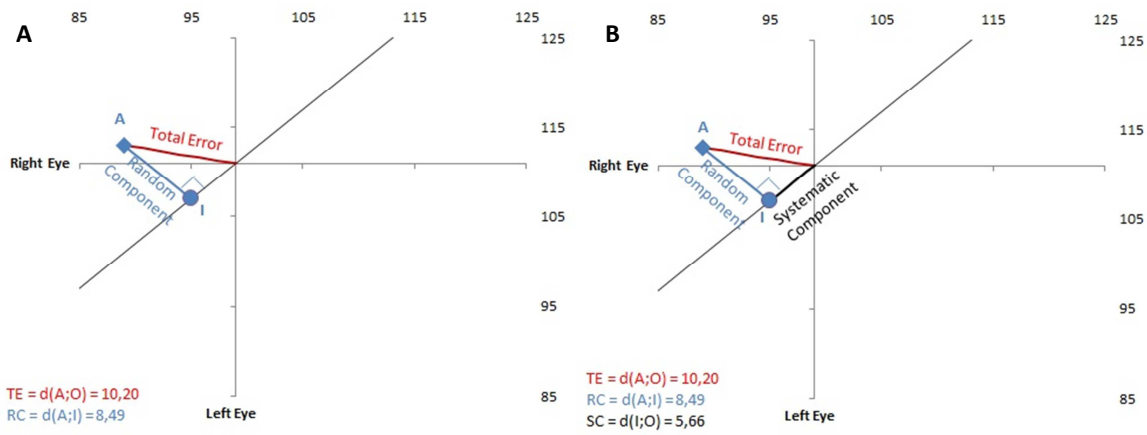 A
85 95 105 115 125
125
115
105
95
85
A
Total Error
Right Eye
Random
Component
I
TE = d(A;O) = 10,20
RC = d(A;I) =8,49
Left Eye
B
85 95 105 115 125
125
115
105
95
85
A
Total Error
Right Eye
Random
Component
I
Systematic
Component
TE = d(A;O) = 10,20
RC = d(A;I) =8,49
SC = d(I;O) = 5,66
Left Eye